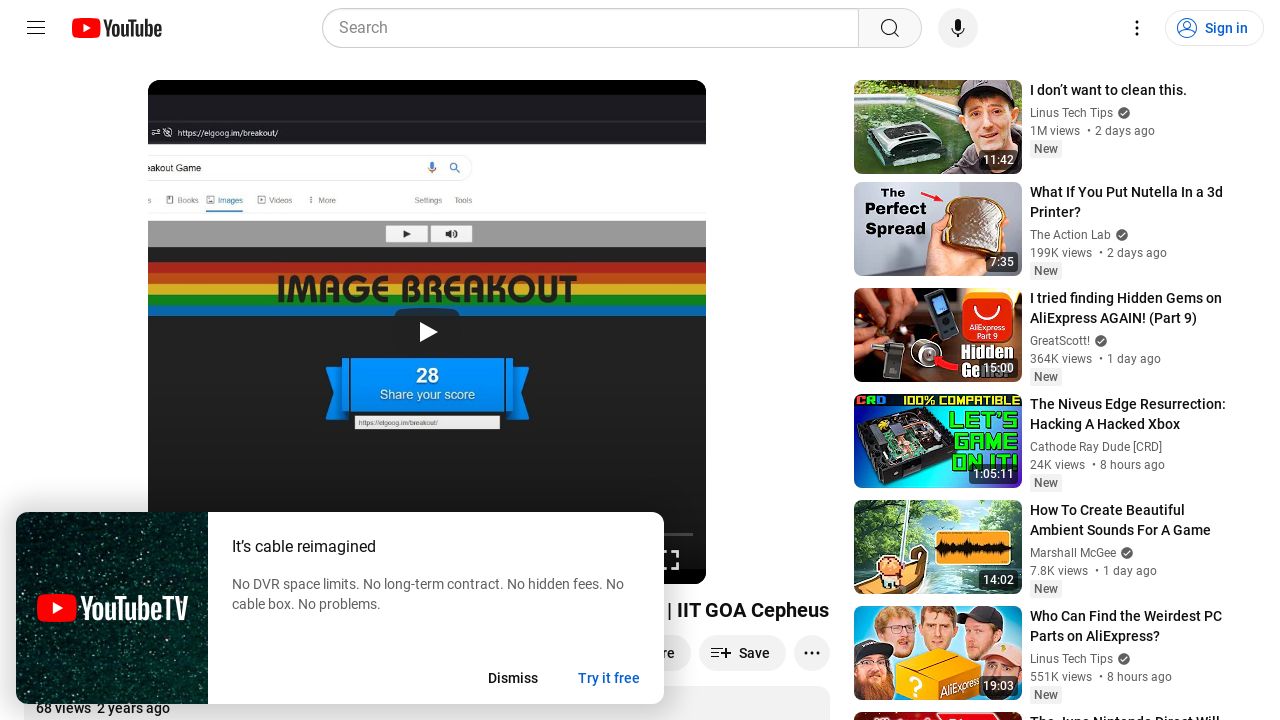 YouTube
Search
Sign in
https://elgoog.im/breakout/
eakout Game
Books
Images
Videos
More
Settings
Tools
IMAGE BREAKOUT
28
Share your score
https://elgoog.im/breakout/
| IIT GOA Cepheus
re
Save
68 views 2 years ago
YouTubeTV
It’s cable reimagined
No DVR space limits. No long-term contract. No hidden fees. No
cable box. No problems.
Dismiss
Try it free
11:42
I don’t want to clean this.
Linus Tech Tips
1M views • 2 days ago
New
The
Perfect
Spread
7:35
What If You Put Nutella In a 3d
Printer?
The Action Lab
199K views • 2 days ago
New
AliExpress
Part 9
Hidden
15:00
I tried finding Hidden Gems on
AliExpress AGAIN! (Part 9)
GreatScott!
364K views • 1 day ago
New
CRD 100% COMPATIBLE
LET'S
GAME
ON IT!
1:05:11
The Niveus Edge Resurrection:
Hacking A Hacked Xbox
Cathode Ray Dude [CRD]
24K views • 8 hours ago
New
14:02
How To Create Beautiful
Ambient Sounds For A Game
Marshall McGee
7.8K views • 1 day ago
New
?
AliExpress
19:03
Who Can Find the Weirdest PC
Parts on AliExpress?
Linus Tech Tips
551K views • 8 hours ago
New
The June Nintendo Direct Will